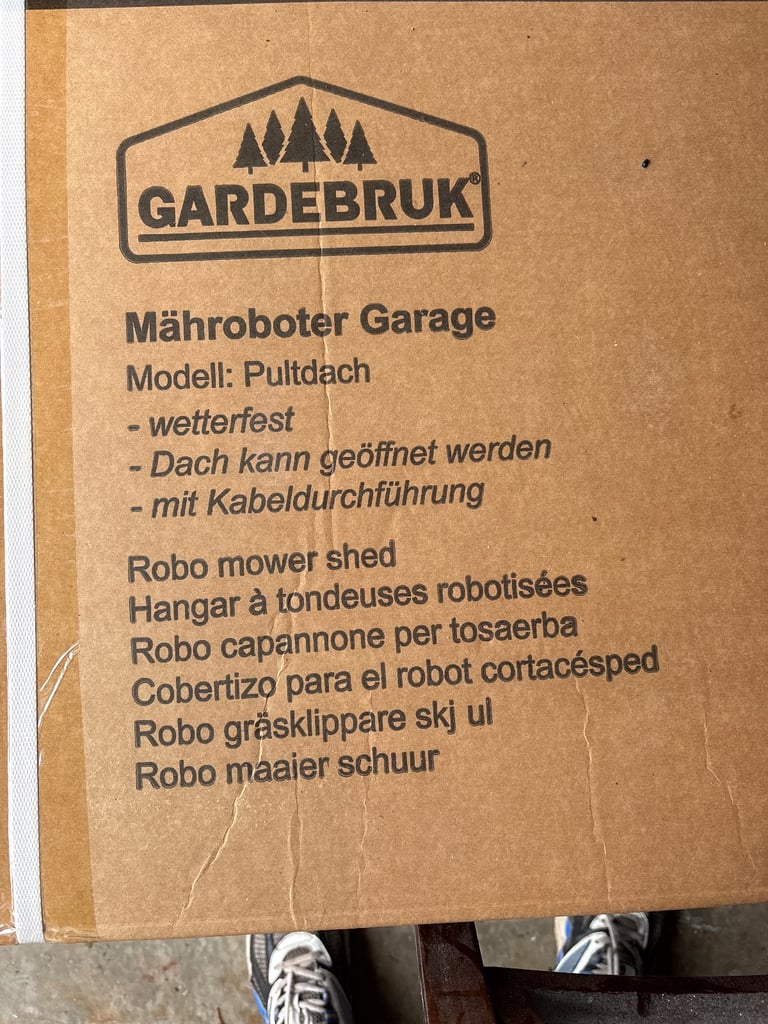 GARDEBRUK®
Mähroboter Garage
Modell: Pultdach
- wetterfest
- Dach kann geöffnet werden
- mit Kabeldurchführung
Robo mower shed
Hangar à tondeuses robotisées
Robo capannone per tosaerba
Cobertizo para el robot cortacésped
Robo gräsklippare skj ul
Robo maaier schuur